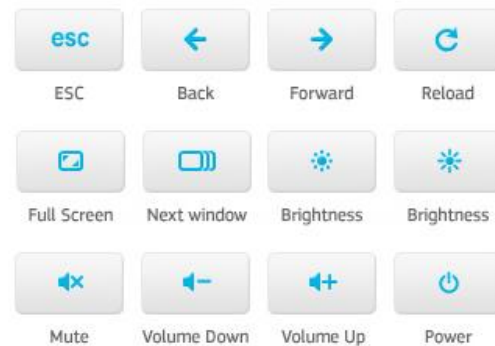 esc
ESC Back Forward Reload
Full Screen Next window Brightness Brightness
Mute Volume Down Volume Up Power